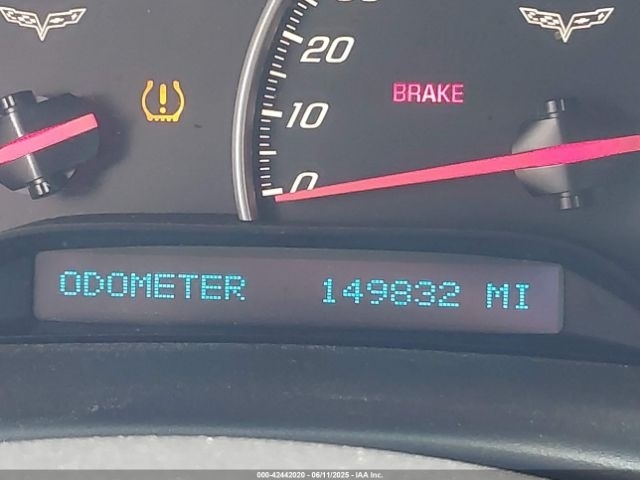 20
BRAKE
10
0
ODOMETER 149832 MI
000-42442020 - 06/11/2025 - IAA Inc.